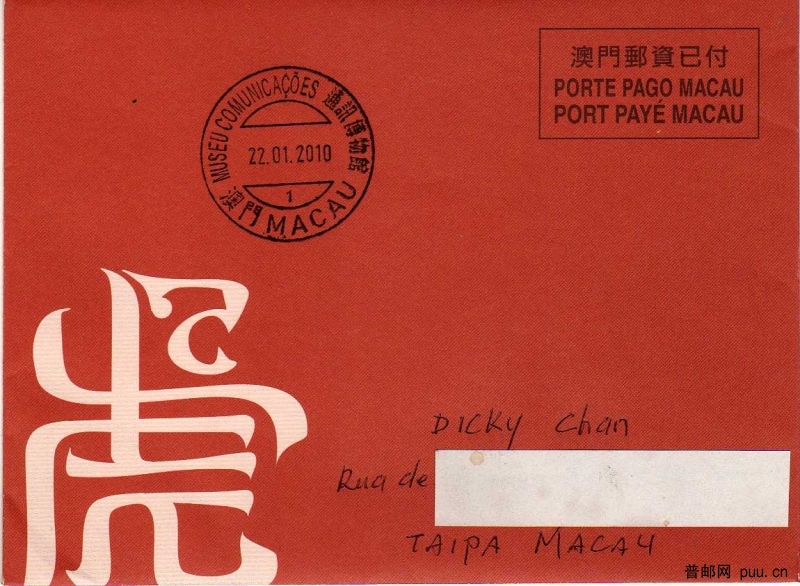 澳門郵資已付
PORTE PAGO MACAU
PORT PAYÉ MACAU
MUSEU COMUNICAÇÕES 通訊博物館
22.01.2010
1
澳門 MACAU
虎
DICKY Chan
Rua de
TAIPA MACAU
普邮网 puu.cn